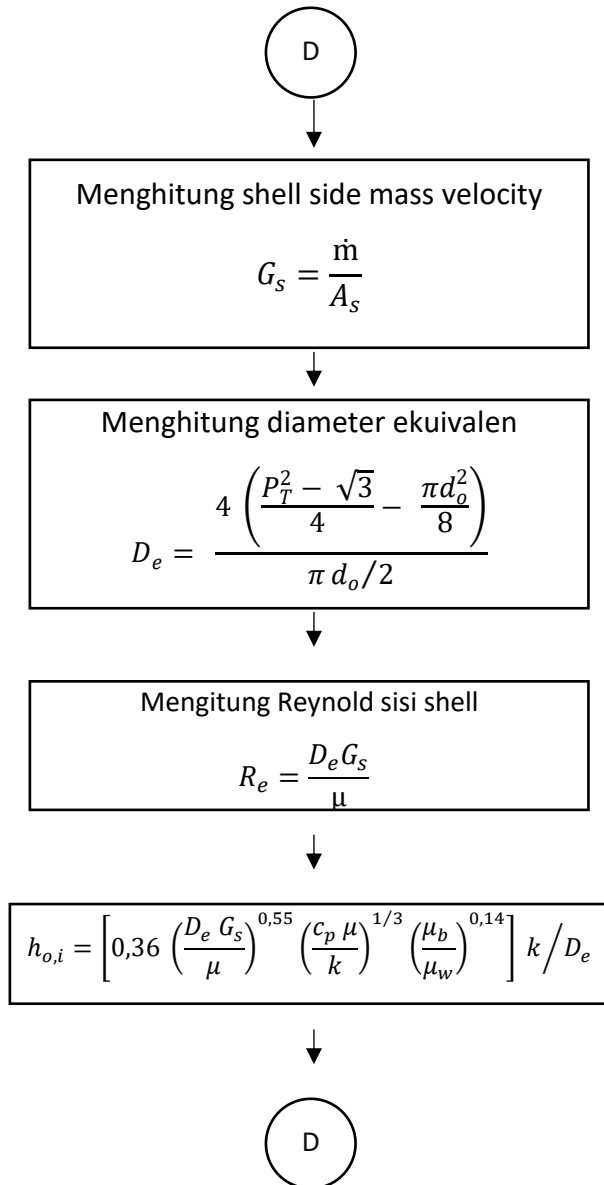 D
Menghitung shell side mass velocity
G_s = ṁ / A_s
Menghitung diameter ekuivalen
D_e = 4 ( (P_T^2 − √3) / 4 − πd_o^2 / 8 ) / (π d_o/2)
Mengitung Reynold sisi shell
R_e = D_e G_s / μ
h_{o,i} = [0,36 (D_e G_s / μ)^{0,55} (c_p μ / k)^{1/3} (μ_b / μ_w)^{0,14}] k / D_e
D